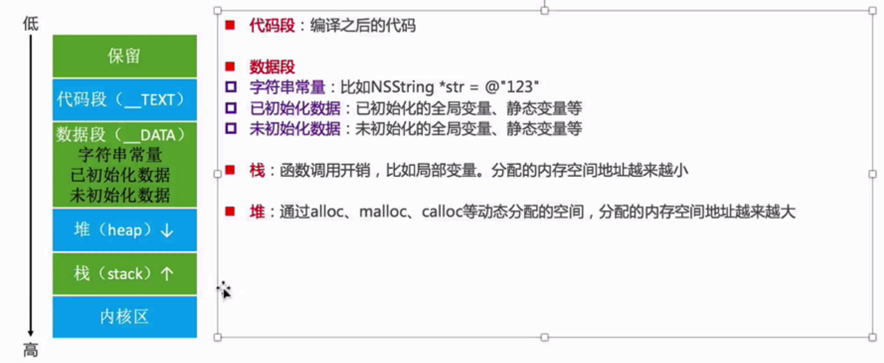 低
保留
代码段（__TEXT）
数据段（__DATA）
字符串常量
已初始化数据
未初始化数据
堆（heap）↓
栈（stack）↑
内核区
高
代码段：编译之后的代码
数据段
字符串常量：比如NSString *str = @"123"
已初始化数据：已初始化的全局变量、静态变量等
未初始化数据：未初始化的全局变量、静态变量等
栈：函数调用开销，比如局部变量。分配的内存空间地址越来越小
堆：通过alloc、malloc、calloc等动态分配的空间，分配的内存空间地址越来越大